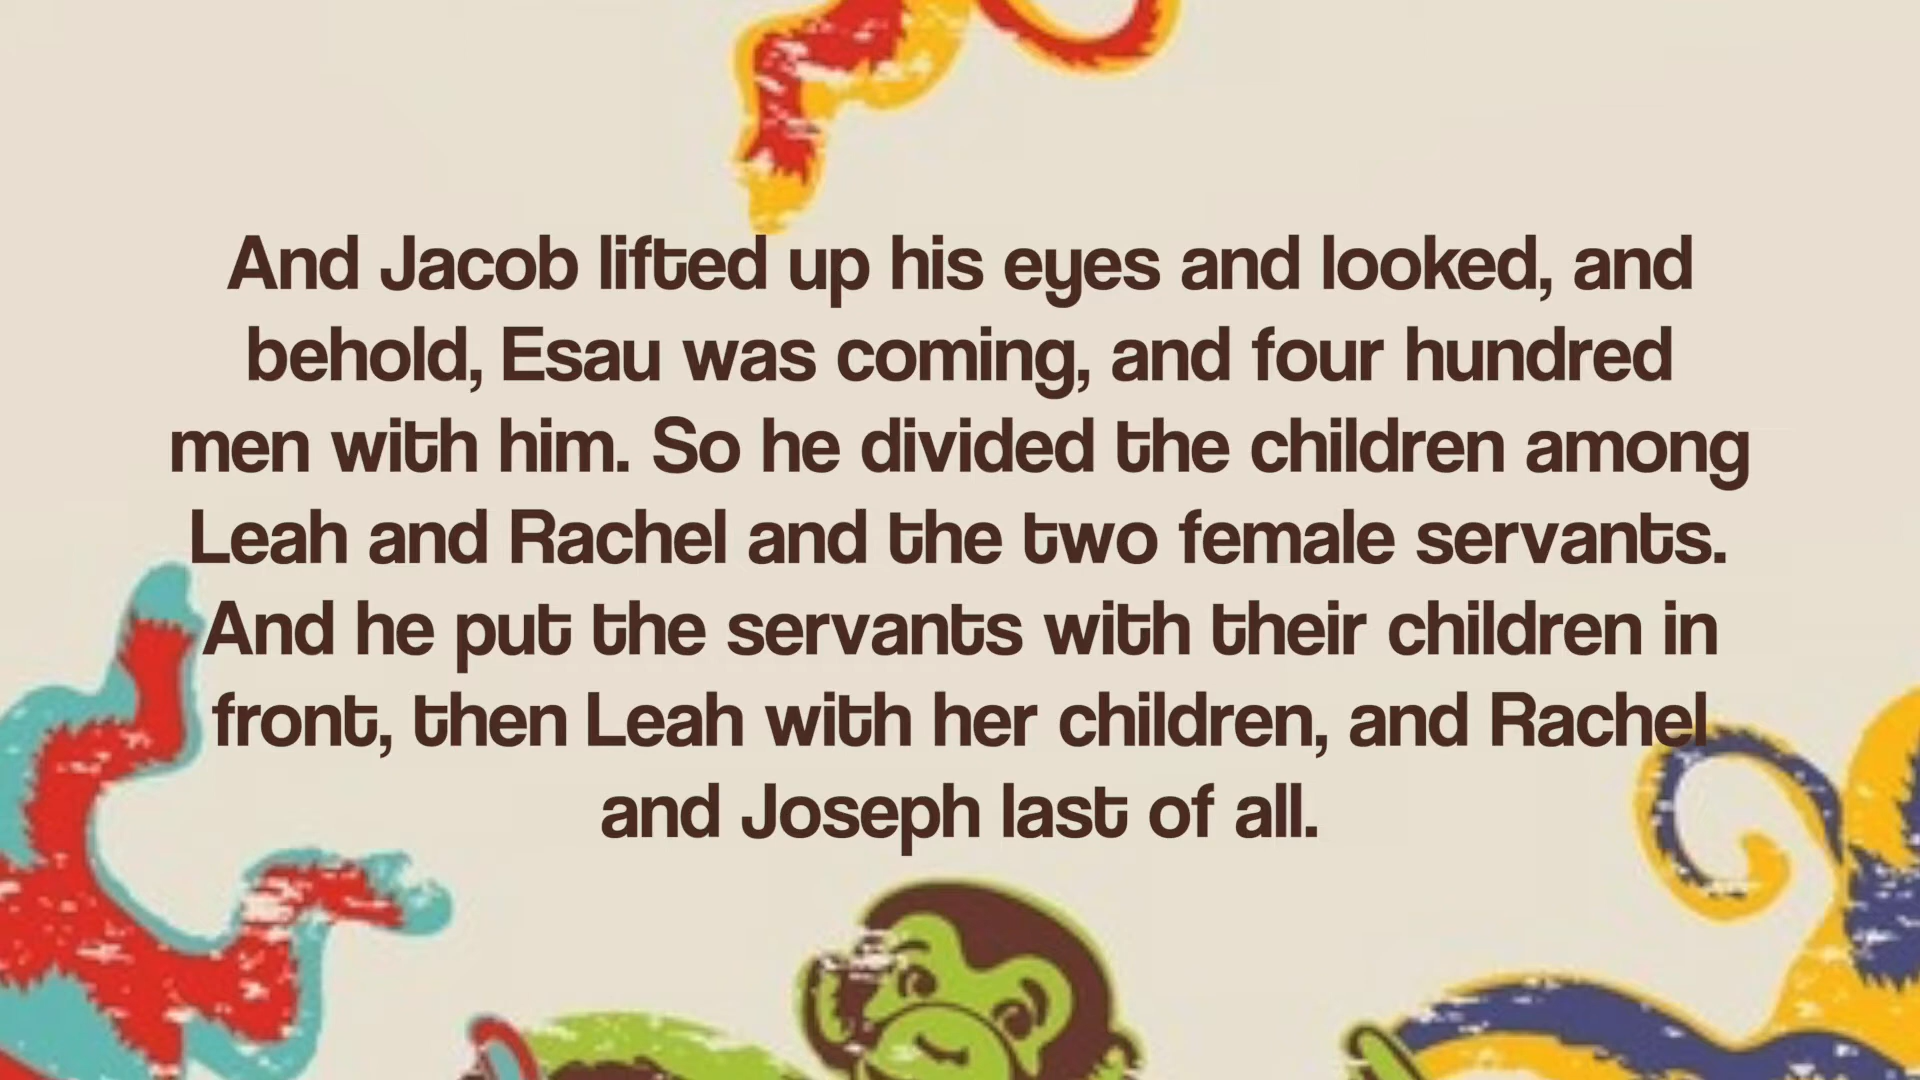 And Jacob lifted up his eyes and looked, and
behold, Esau was coming, and four hundred
men with him. So he divided the children among
Leah and Rachel and the two female servants.
And he put the servants with their children in
front, then Leah with her children, and Rachel
and Joseph last of all.